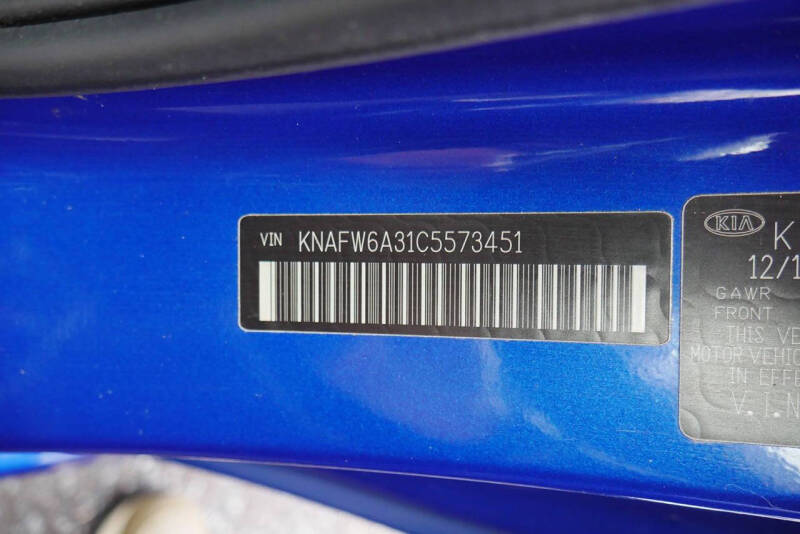 VIN KNAFW6A31C5573451
KIA
K
12/1
GAWR
FRONT
THIS VE
MOTOR VEHIC
IN EFFE
V.I.N